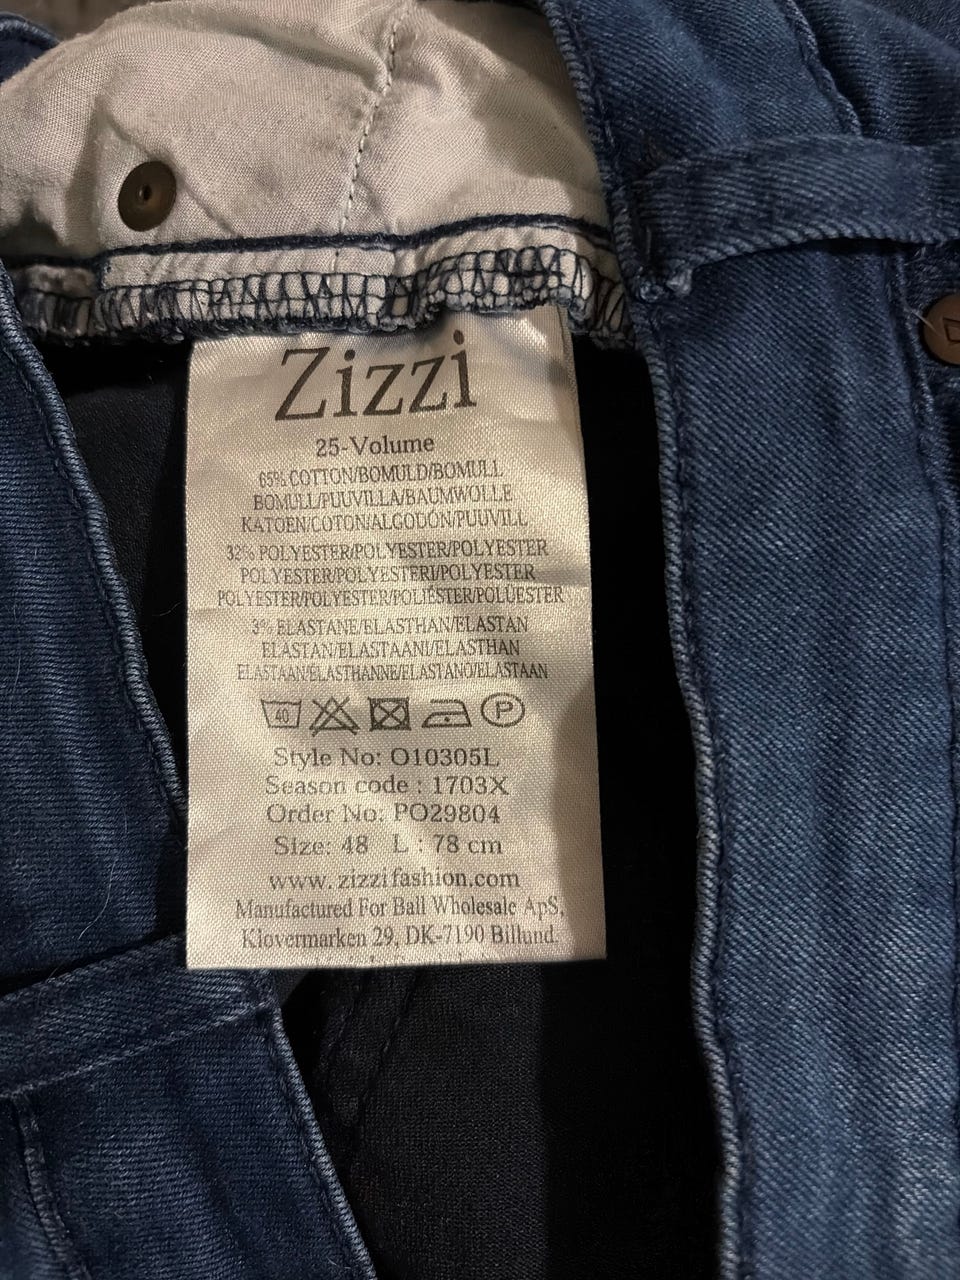 Zizzi
25-Volume
65% COTTON/BOMULD/BOMULL
BOMULL/PUUVILLA/BAUMWOLLE
KATOEN/COTON/ALGODÓN/PUUVILL
32% POLYESTER/POLYESTER/POLYESTER
POLYESTER/POLYESTERI/POLYESTER
POLYESTER/POLYESTER/POLIÉSTER/POLÜESTER
3% ELASTANE/ELASTHAN/ELASTAN
ELASTAN/ELASTAANI/ELASTHAN
ELASTAAN/ÉLASTHANNE/ELASTANO/ELASTAAN
40 P
Style No: O10305L
Season code : 1703X
Order No: PO29804
Size: 48 L : 78 cm
www.zizzifashion.com
Manufactured For Ball Wholesale ApS,
Klovermarken 29, DK-7190 Billund.